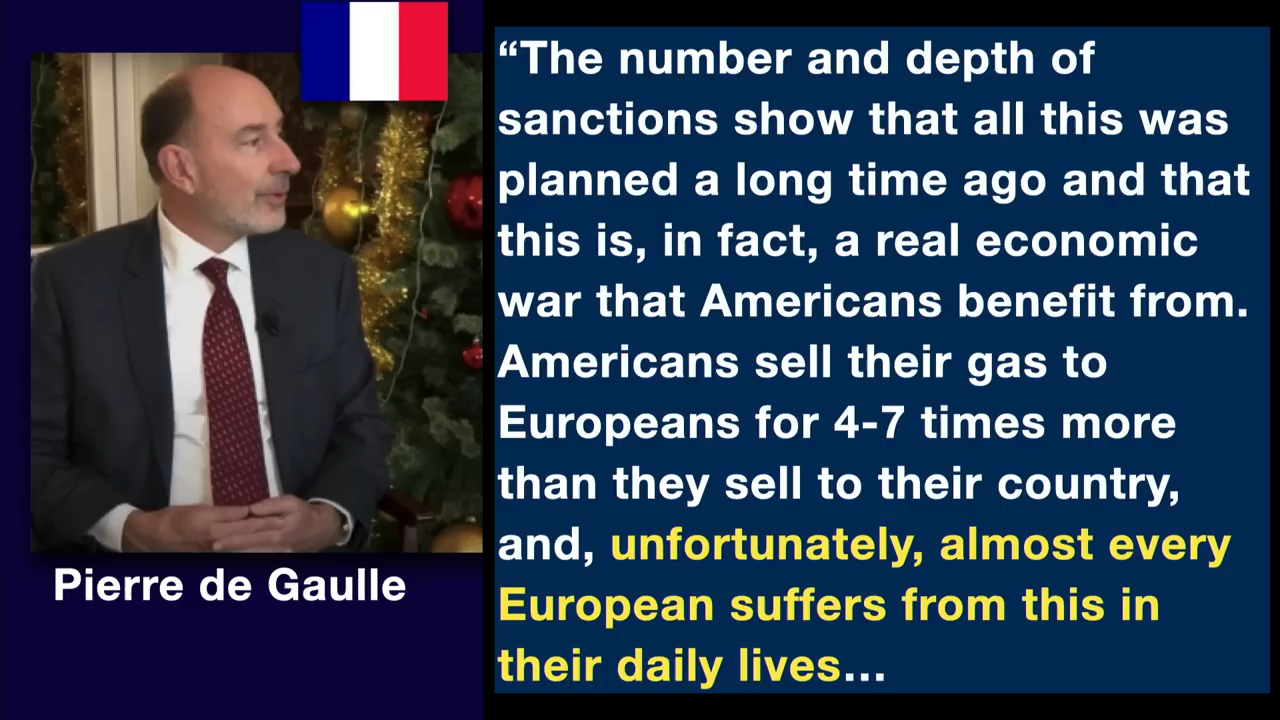 Pierre de Gaulle
“The number and depth of
sanctions show that all this was
planned a long time ago and that
this is, in fact, a real economic
war that Americans benefit from.
Americans sell their gas to
Europeans for 4-7 times more
than they sell to their country,
and, unfortunately, almost every
European suffers from this in
their daily lives...